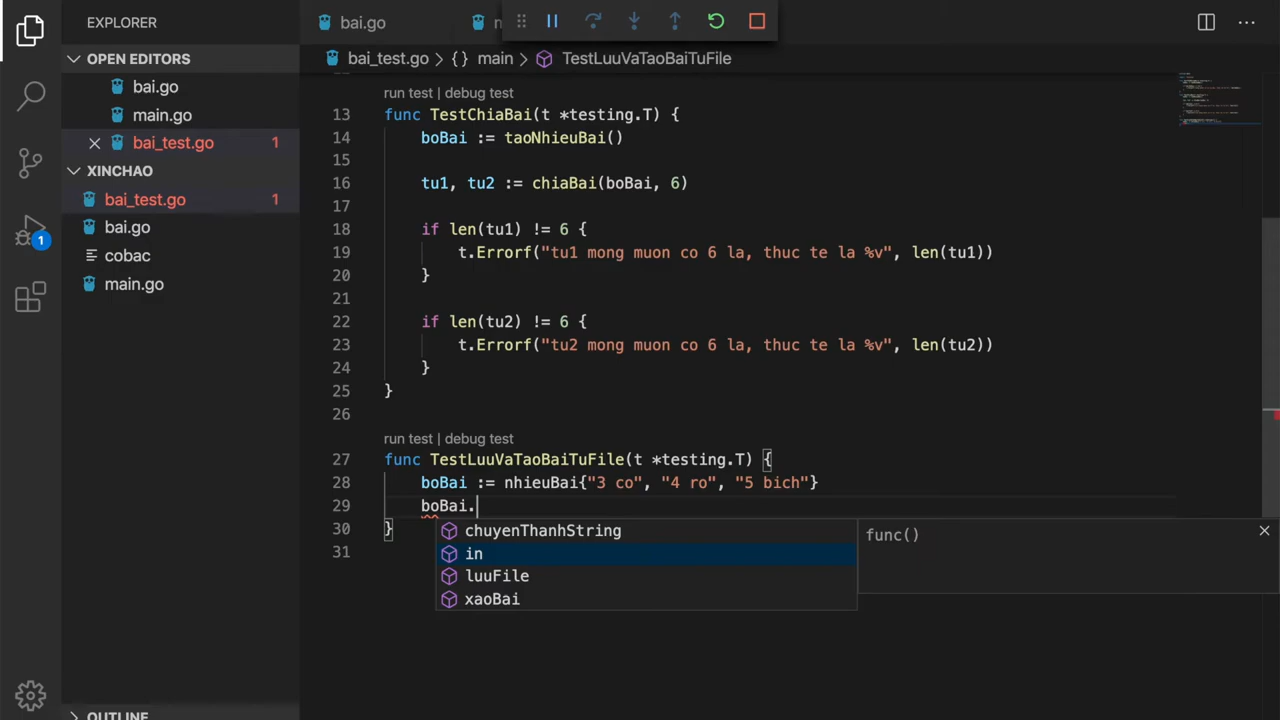 EXPLORER
bai.go
OPEN EDITORS
bai.go
main.go
bai_test.go 1
XINCHAO
bai_test.go 1
bai.go
cobac
main.go
1
OUTLINE
bai_test.go > {} main > TestLuuVaTaoBaiTuFile
run test | debug test
13 func TestChiaBai(t *testing.T) {
14 boBai := taoNhieuBai()
15
16 tu1, tu2 := chiaBai(boBai, 6)
17
18 if len(tu1) != 6 {
19 t.Errorf("tu1 mong muon co 6 la, thuc te la %v", len(tu1))
20 }
21
22 if len(tu2) != 6 {
23 t.Errorf("tu2 mong muon co 6 la, thuc te la %v", len(tu2))
24 }
25 }
26
run test | debug test
27 func TestLuuVaTaoBaiTuFile(t *testing.T) {
28 boBai := nhieuBai{"3 co", "4 ro", "5 bich"}
29 boBai.
30 }
31
chuyenThanhString
in
luuFile
xaoBai
func()